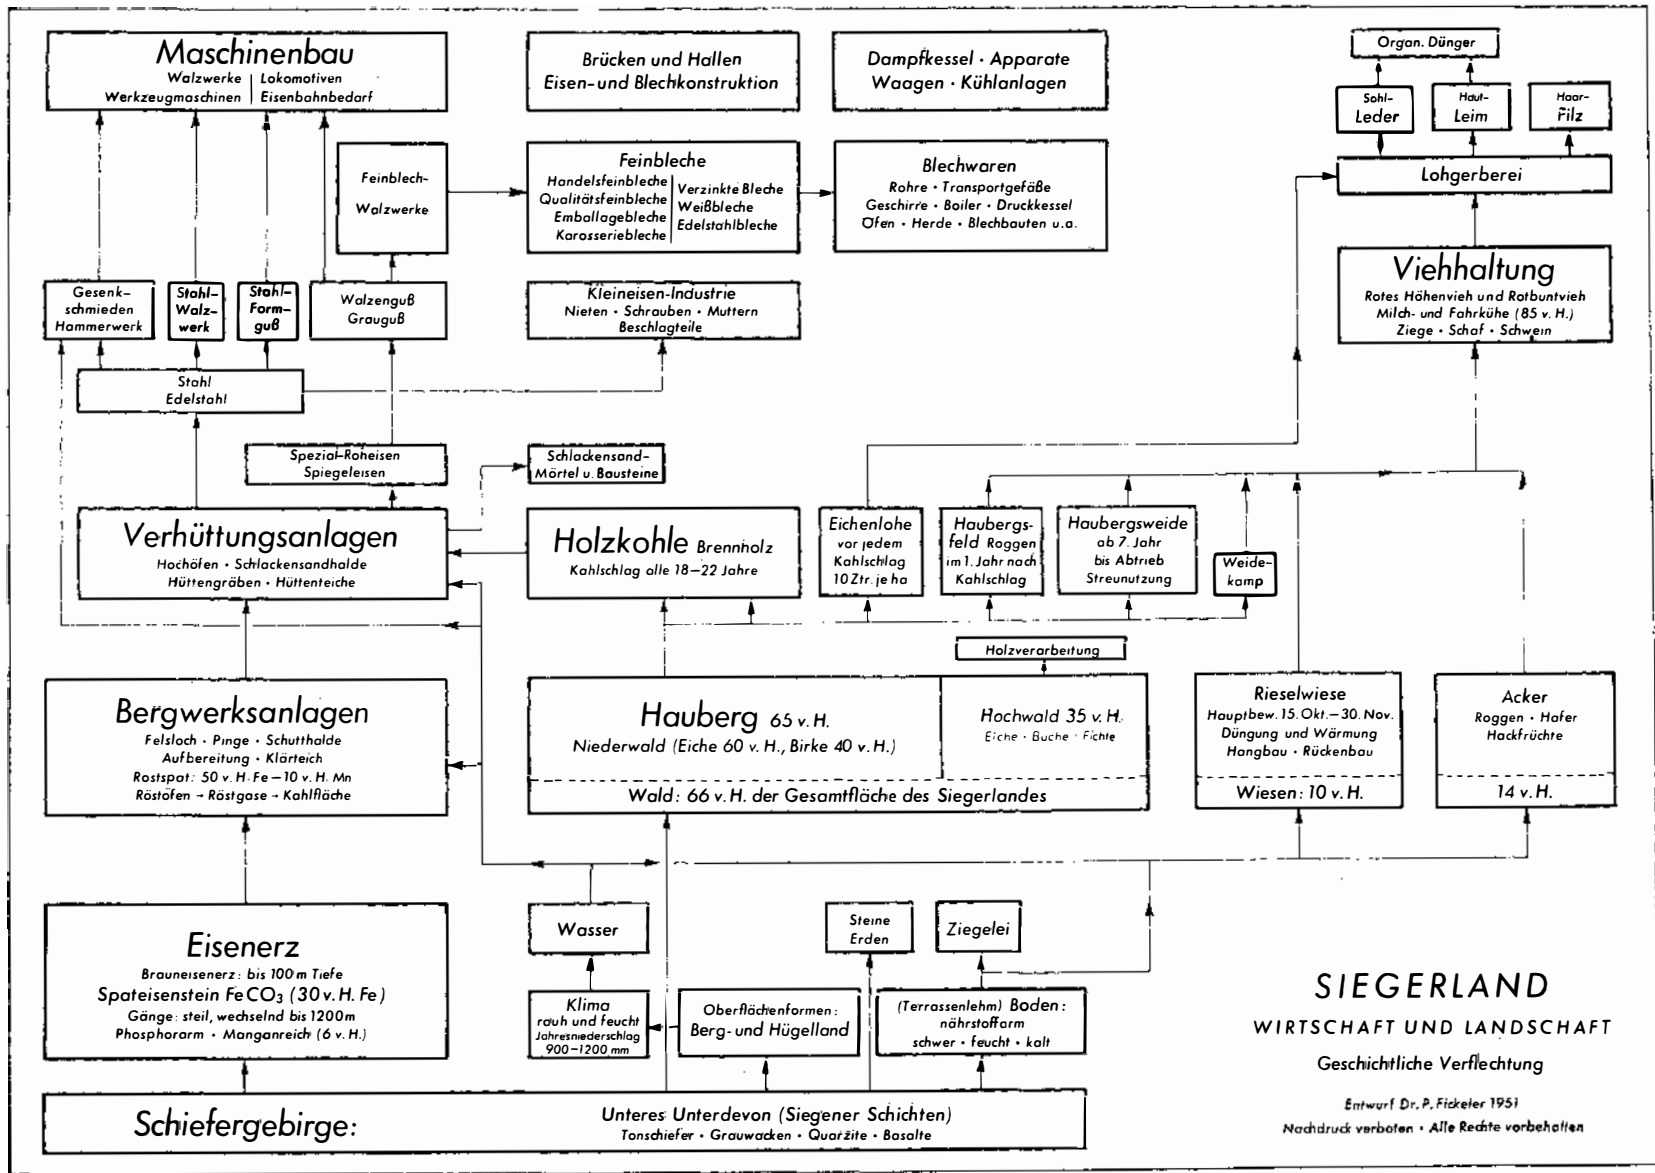 Maschinenbau
Walzwerke | Lokomotiven
Werkzeugmaschinen | Eisenbahnbedarf
Brücken und Hallen
Eisen- und Blechkonstruktion
Dampfkessel · Apparate
Waagen · Kühlanlagen
Organ. Dünger
Sohl-
Leder
Haut-
Leim
Haar-
Filz
Lohgerberei
Feinblech-
Walzwerke
Feinbleche
Handelsfeinbleche
Qualitätsfeinbleche
Emballagebleche
Karosseriebleche
Verzinkte Bleche
Weißbleche
Edelstahlbleche
Blechwaren
Rohre · Transportgefäße
Geschirre · Boiler · Druckkessel
Öfen · Herde · Blechbauten u.a.
Viehhaltung
Rotes Höhenvieh und Rotbuntvieh
Milch- und Fahrkühe (85 v. H.)
Ziege · Schaf · Schwein
Gesenk-
schmieden
Hammerwerk
Stahl-
Walz-
werk
Stahl-
Form-
guß
Walzenguß
Grauguß
Kleineisen-Industrie
Nieten · Schrauben · Muttern
Beschlagteile
Stahl
Edelstahl
Spezial-Roheisen
Spiegeleisen
Schlackensand-
Mörtel u. Bausteine
Verhüttungsanlagen
Hochöfen · Schlackensandhalde
Hüttengräben · Hüttenteiche
Holzkohle Brennholz
Kahlschlag alle 18–22 Jahre
Eichenlohe
vor jedem
Kahlschlag
10 Ztr. je ha
Haubergs-
feld Roggen
im 1. Jahr nach
Kahlschlag
Haubergsweide
ab 7. Jahr
bis Abtrieb
Streunutzung
Weide-
kamp
Holzverarbeitung
Bergwerksanlagen
Felsloch · Pinge · Schutthalde
Aufbereitung · Klärteich
Rostspat: 50 v. H. Fe – 10 v. H. Mn
Röstöfen → Röstgase → Kahlfläche
Hauberg 65 v. H.
Niederwald (Eiche 60 v. H., Birke 40 v. H.)
Hochwald 35 v. H.
Eiche · Buche · Fichte
Wald: 66 v. H. der Gesamtfläche des Siegerlandes
Rieselwiese
Hauptbew. 15. Okt. – 30. Nov.
Düngung und Wärmung
Hangbau · Rückenbau
Wiesen: 10 v. H.
Acker
Roggen · Hafer
Hackfrüchte
14 v. H.
Eisenerz
Brauneisenerz: bis 100 m Tiefe
Spateisenstein FeCO₃ (30 v. H. Fe)
Gänge: steil, wechselnd bis 1200 m
Phosphorarm · Manganreich (6 v. H.)
Wasser
Steine
Erden
Ziegelei
Klima
rauh und feucht
Jahresniederschlag
900–1200 mm
Oberflächenformen:
Berg- und Hügelland
(Terrassenlehm) Boden:
nährstoffarm
schwer · feucht · kalt
Schiefergebirge:
Unteres Unterdevon (Siegener Schichten)
Tonschiefer · Grauwacken · Quarzite · Basalte
SIEGERLAND
WIRTSCHAFT UND LANDSCHAFT
Geschichtliche Verflechtung
Entwurf Dr. P. Fickeler 1951
Nachdruck verboten · Alle Rechte vorbehalten